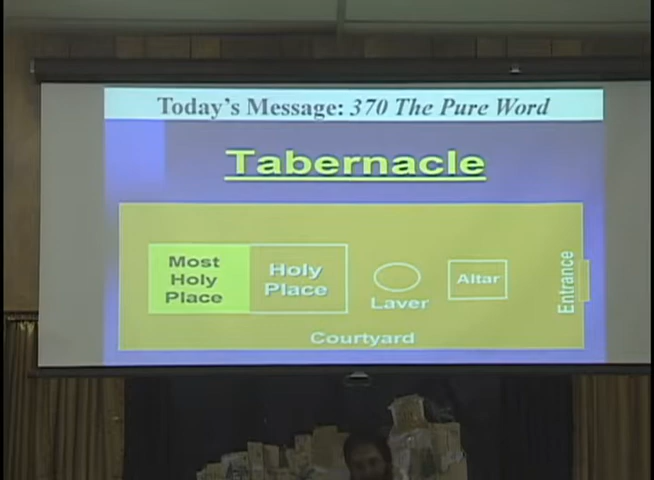 Today's Message: 370 The Pure Word
Tabernacle
Most
Holy
Place
Holy
Place
Laver
Altar
Entrance
Courtyard